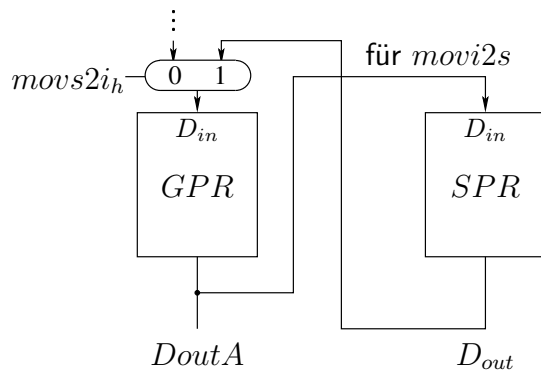 ⋮
für movi2s
movs2i_h 0 1
D_in D_in
GPR SPR
DoutA D_out